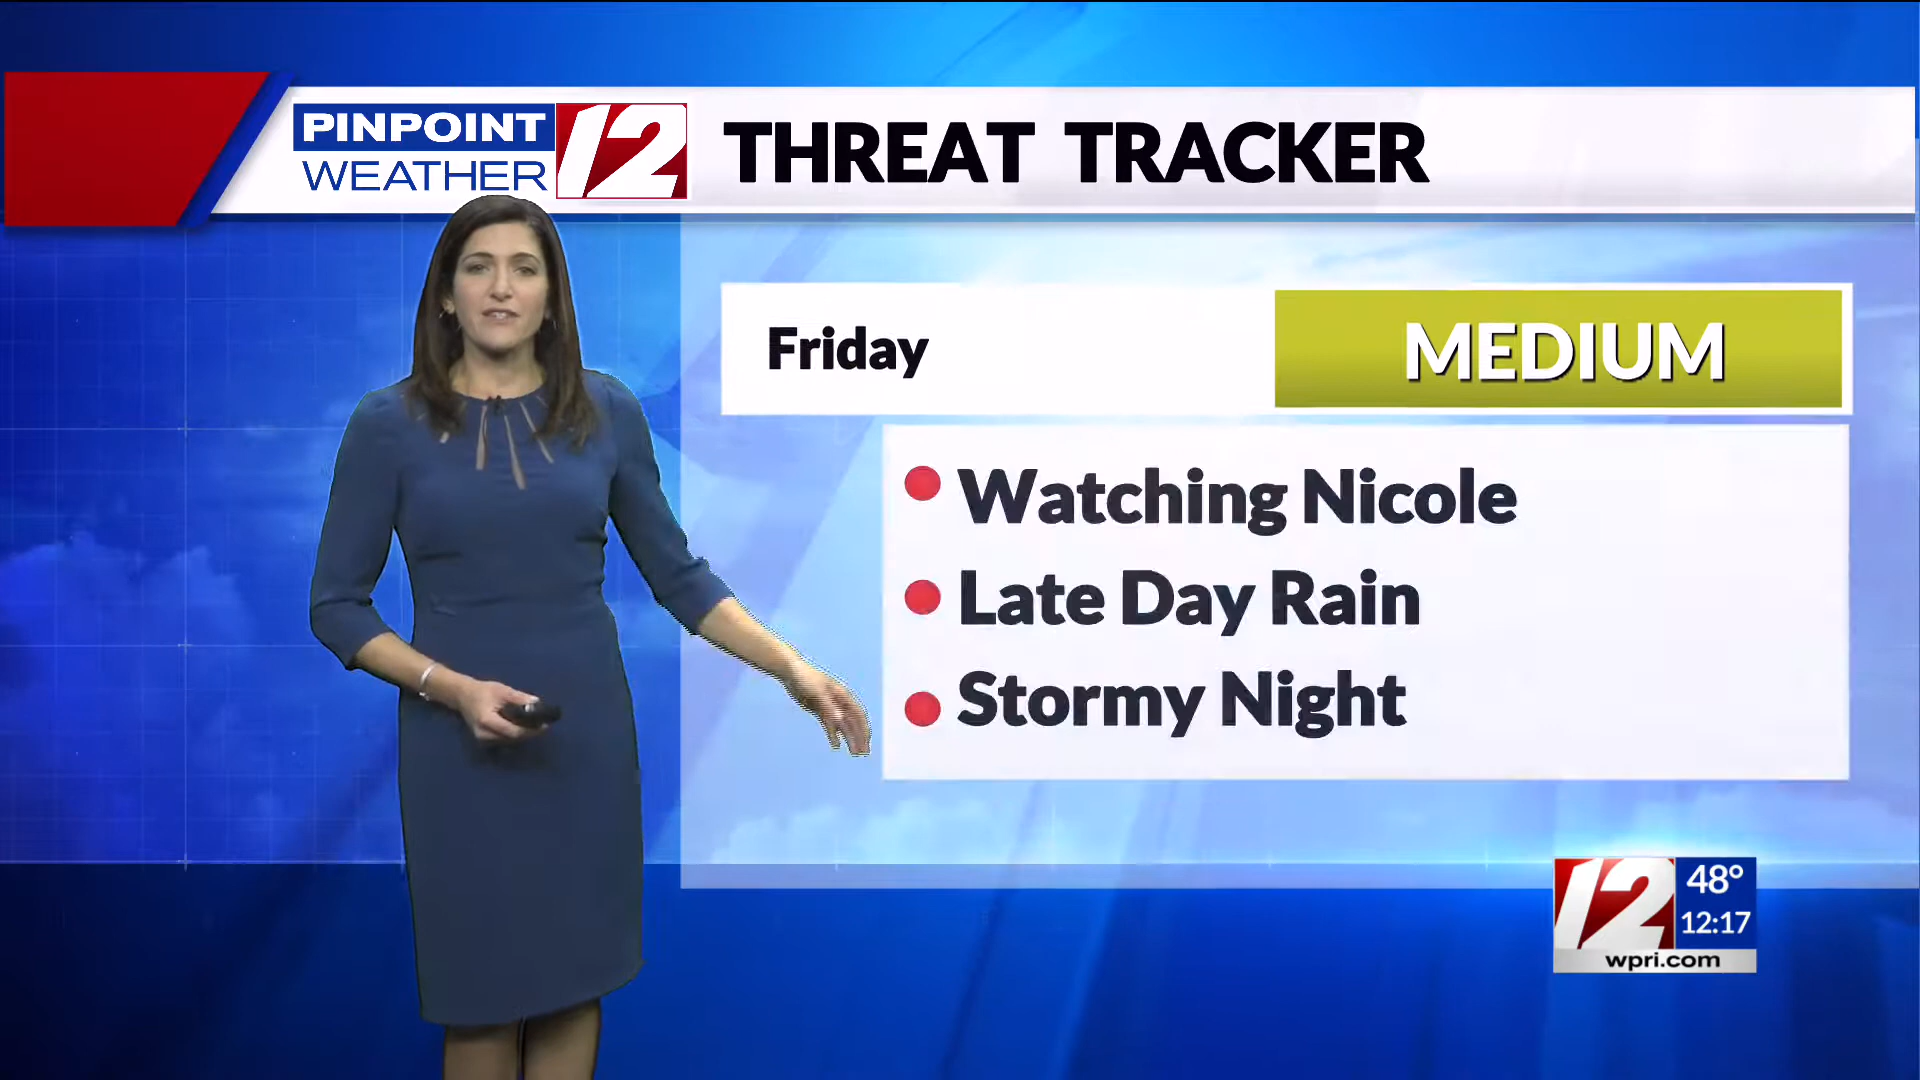 PINPOINT
WEATHER
12
THREAT TRACKER
Friday
MEDIUM
Watching Nicole
Late Day Rain
Stormy Night
12
48°
12:17
wpri.com